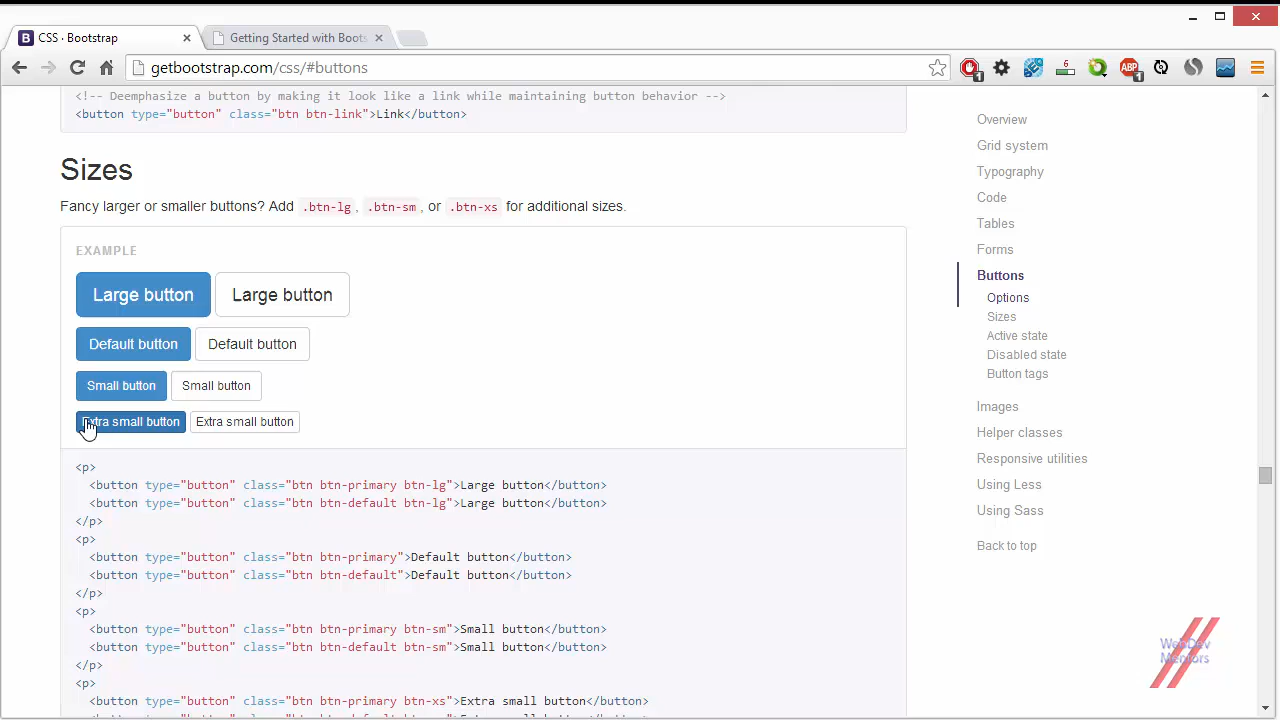 CSS · Bootstrap
Getting Started with Boots
getbootstrap.com/css/#buttons
1
6
ABP
1
<!-- Deemphasize a button by making it look like a link while maintaining button behavior -->
<button type="button" class="btn btn-link">Link</button>
Sizes
Fancy larger or smaller buttons? Add .btn-lg, .btn-sm, or .btn-xs for additional sizes.
EXAMPLE
Large button Large button
Default button Default button
Small button Small button
Extra small button Extra small button
<p>
<button type="button" class="btn btn-primary btn-lg">Large button</button>
<button type="button" class="btn btn-default btn-lg">Large button</button>
</p>
<p>
<button type="button" class="btn btn-primary">Default button</button>
<button type="button" class="btn btn-default">Default button</button>
</p>
<p>
<button type="button" class="btn btn-primary btn-sm">Small button</button>
<button type="button" class="btn btn-default btn-sm">Small button</button>
</p>
<p>
<button type="button" class="btn btn-primary btn-xs">Extra small button</button>
Overview
Grid system
Typography
Code
Tables
Forms
Buttons
Options
Sizes
Active state
Disabled state
Button tags
Images
Helper classes
Responsive utilities
Using Less
Using Sass
Back to top
WebDev
Mentors